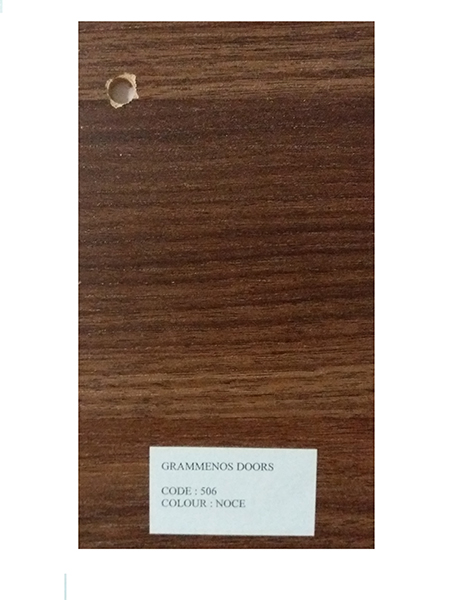 GRAMMENOS DOORS
CODE : 506
COLOUR : NOCE